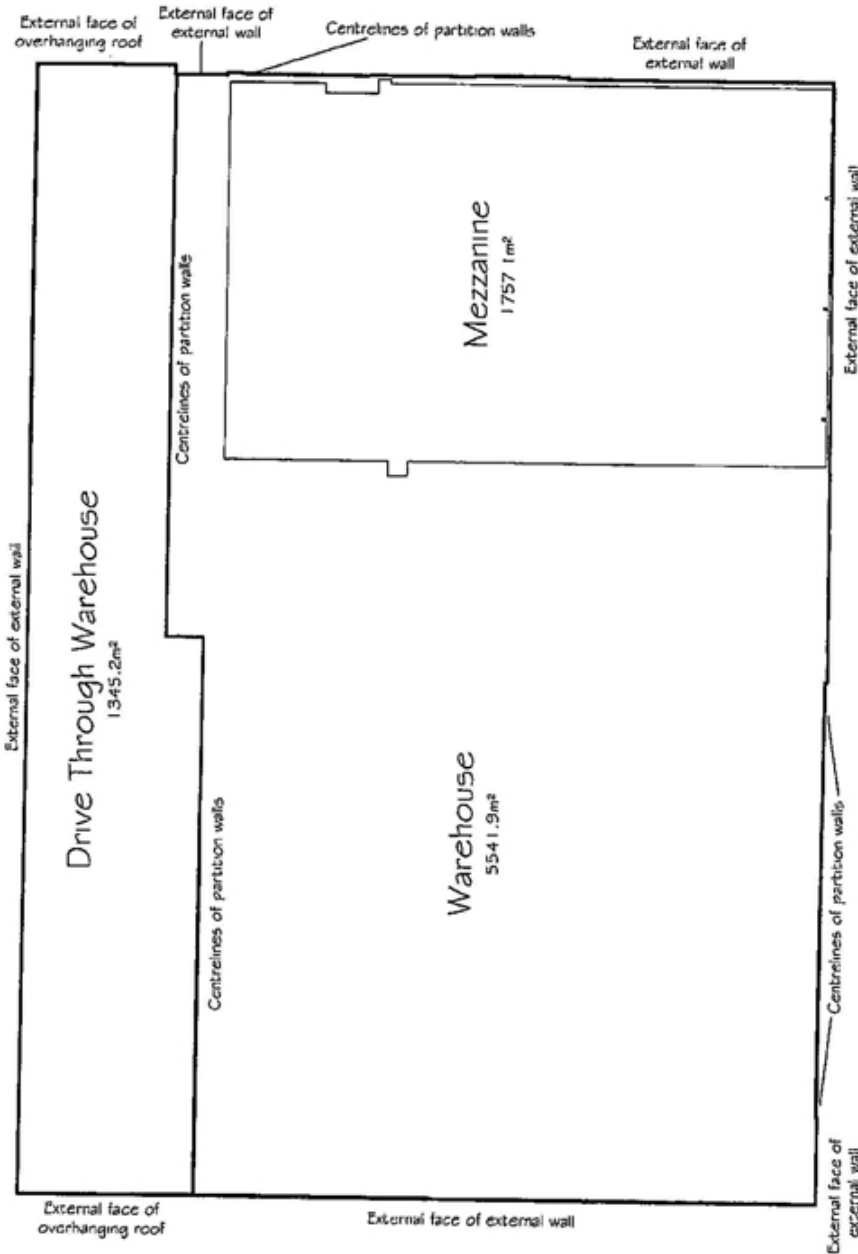 External face of
overhanging roof
External face of
external wall
Centrelines of partition walls
External face of
external wall
External face of external wall
Centrelines of partition walls
Mezzanine
1757 1m²
External face of external wall
Drive Through Warehouse
1345.2m²
Warehouse
5541.9m²
Centrelines of partition walls
Centrelines of partition walls
External face of
overhanging roof
External face of external wall
External face of
external wall